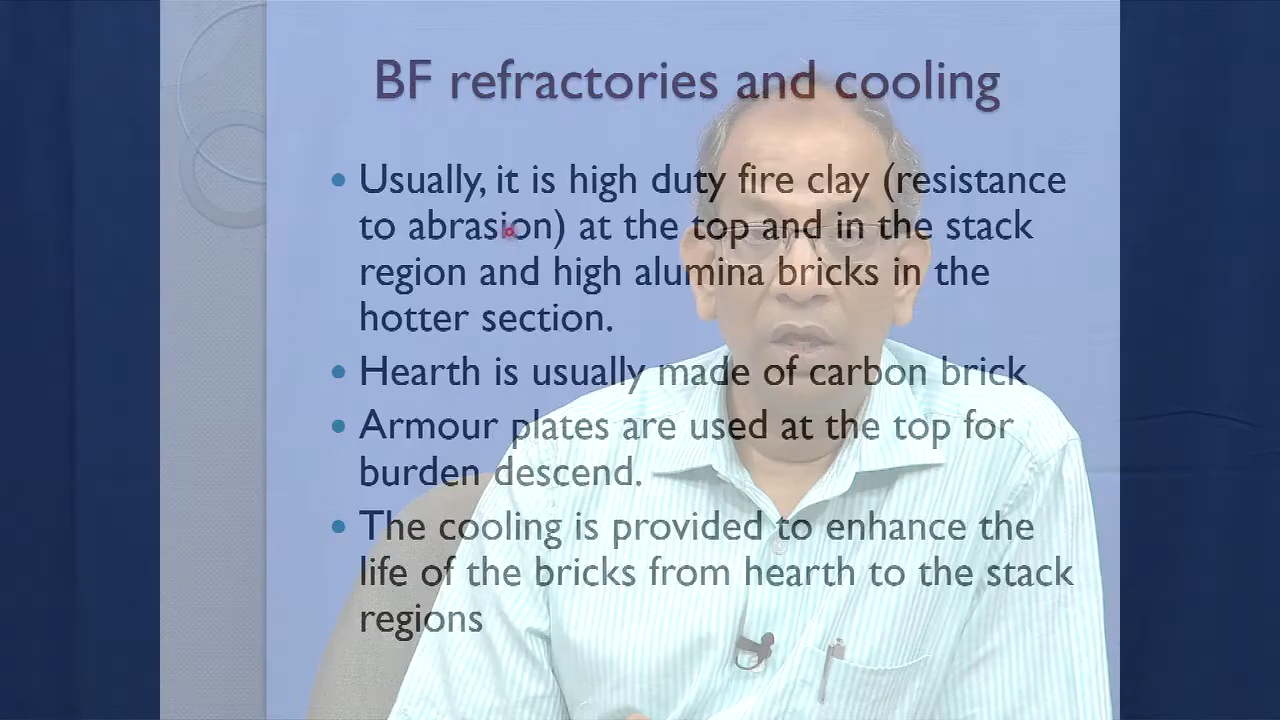 BF refractories and cooling
Usually, it is high duty fire clay (resistance
to abrasion) at the top and in the stack
region and high alumina bricks in the
hotter section.
Hearth is usually made of carbon brick
Armour plates are used at the top for
burden descend.
The cooling is provided to enhance the
life of the bricks from hearth to the stack
regions